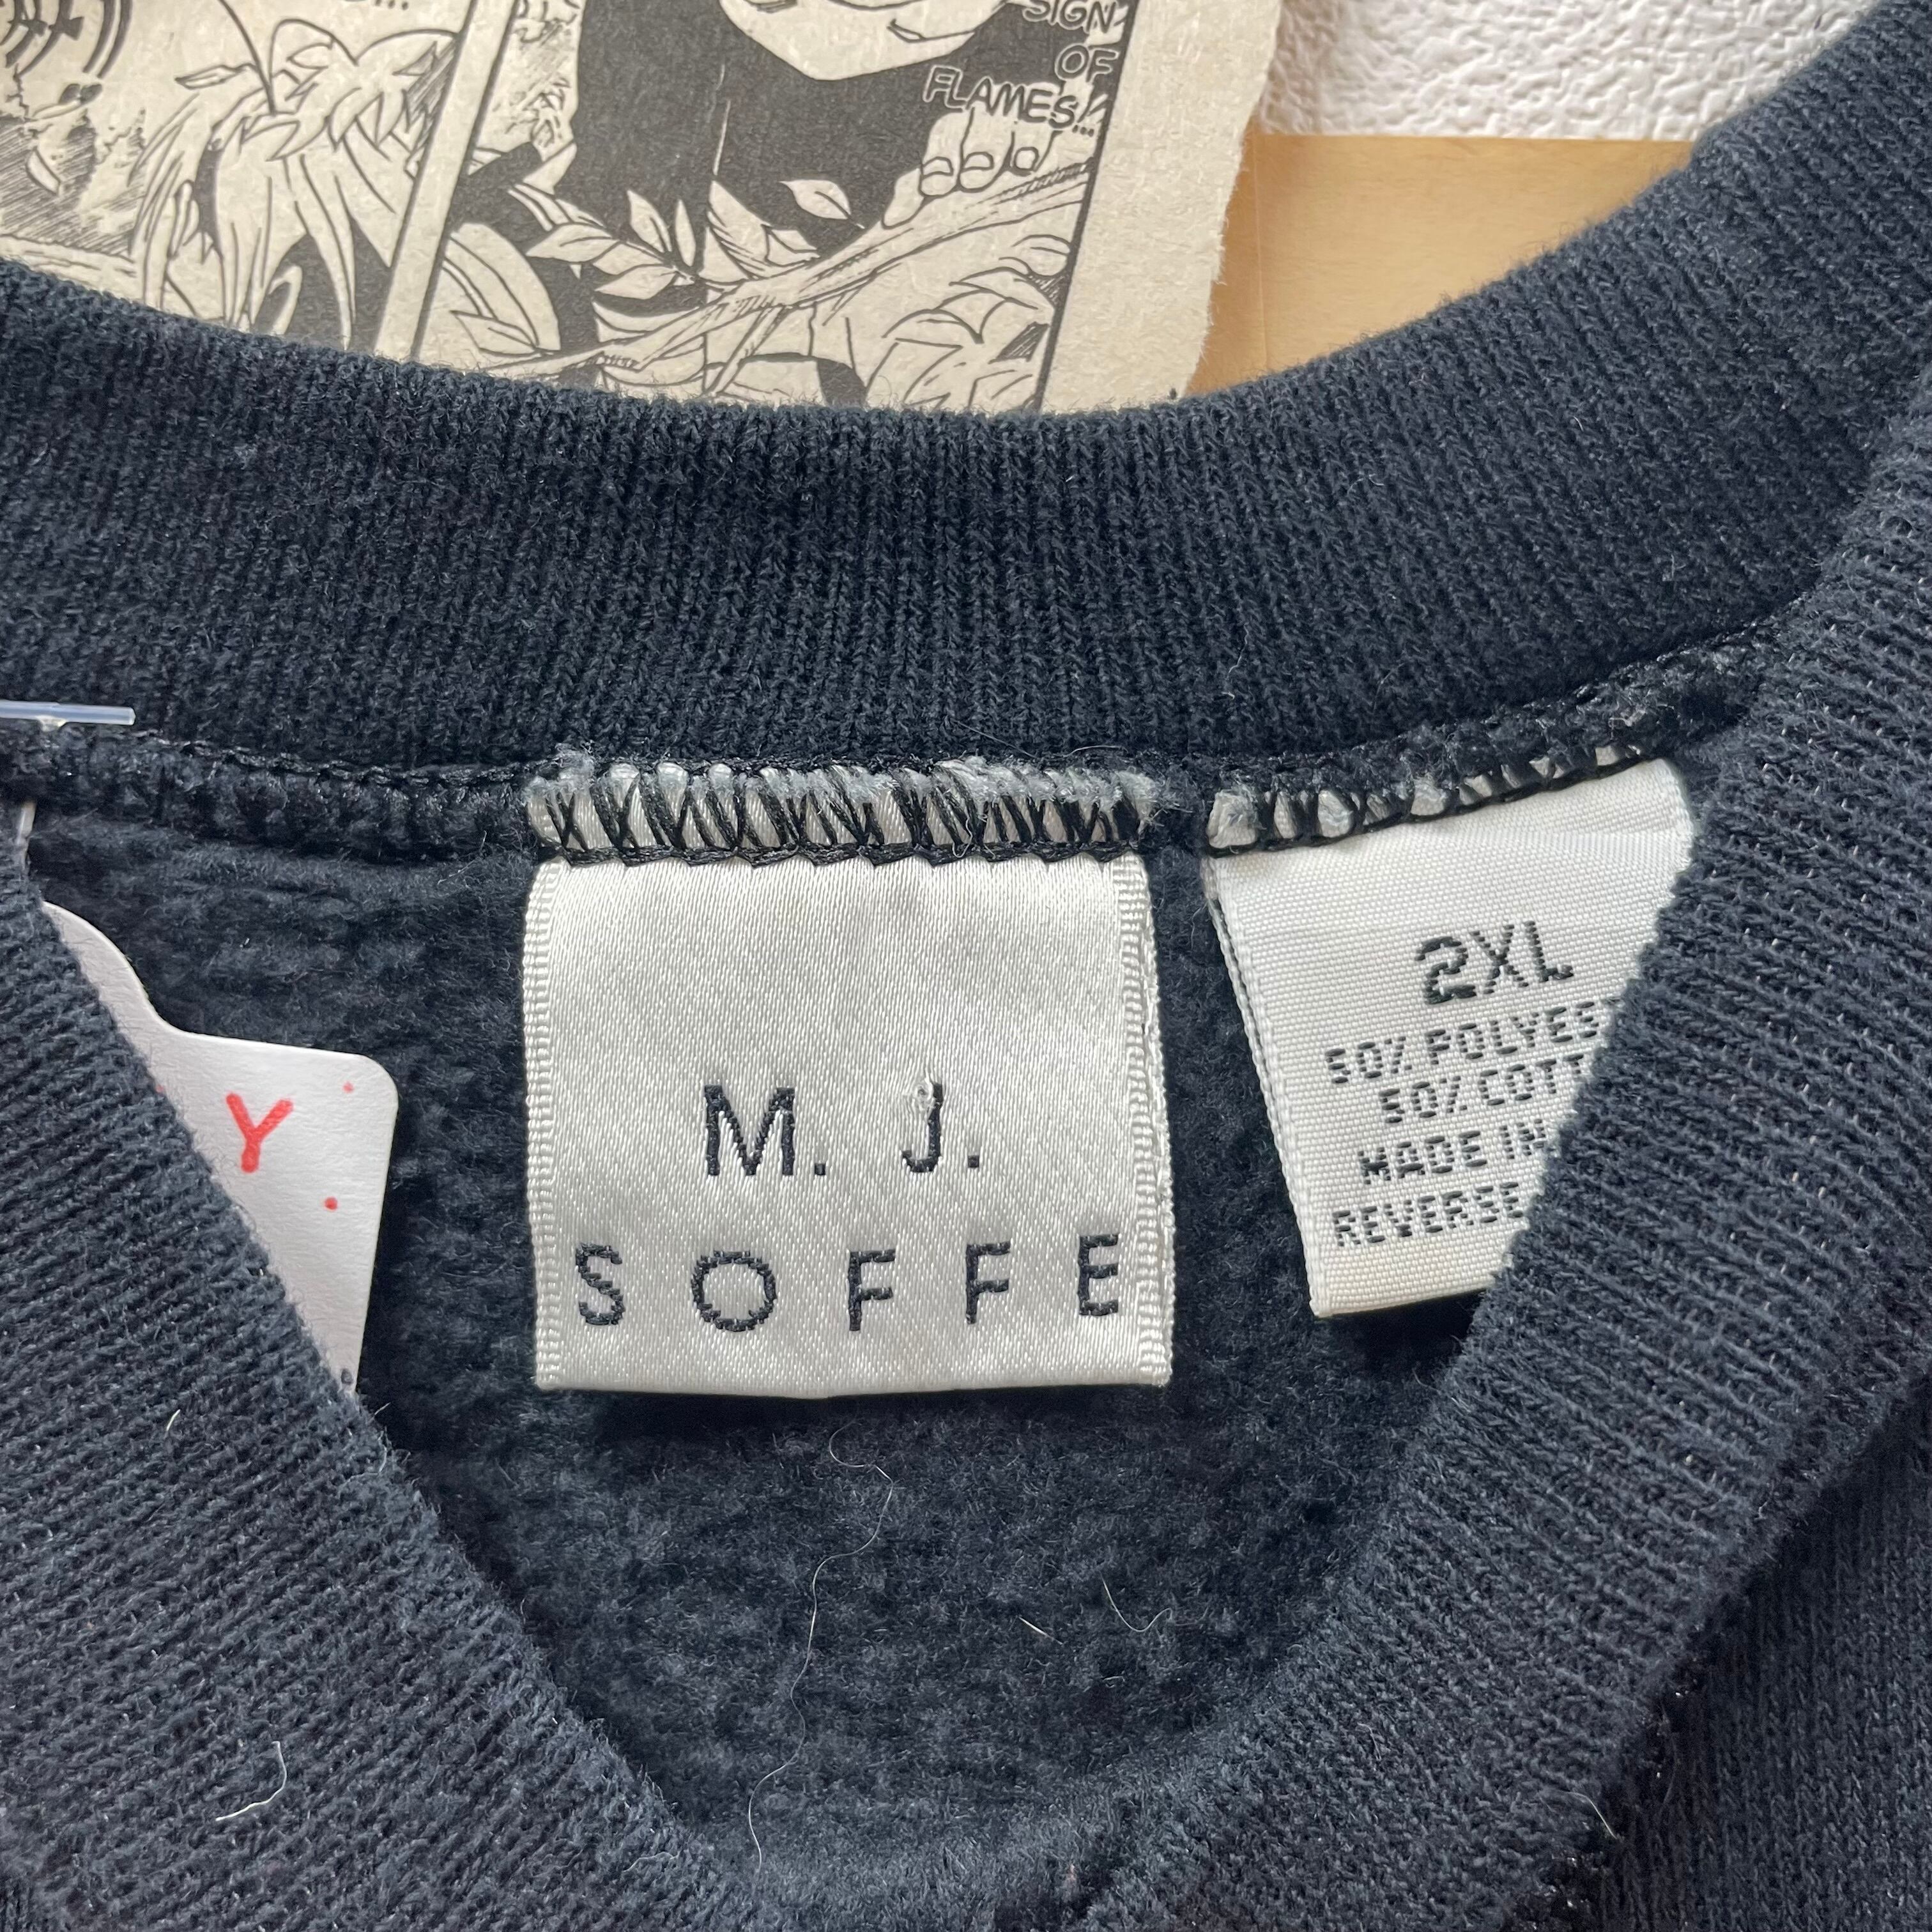 SIGN
OF
FLAMES...
Y
M. J.
SOFFE
2XL
50% POLYEST
50% COTT
MADE IN
REVERSE